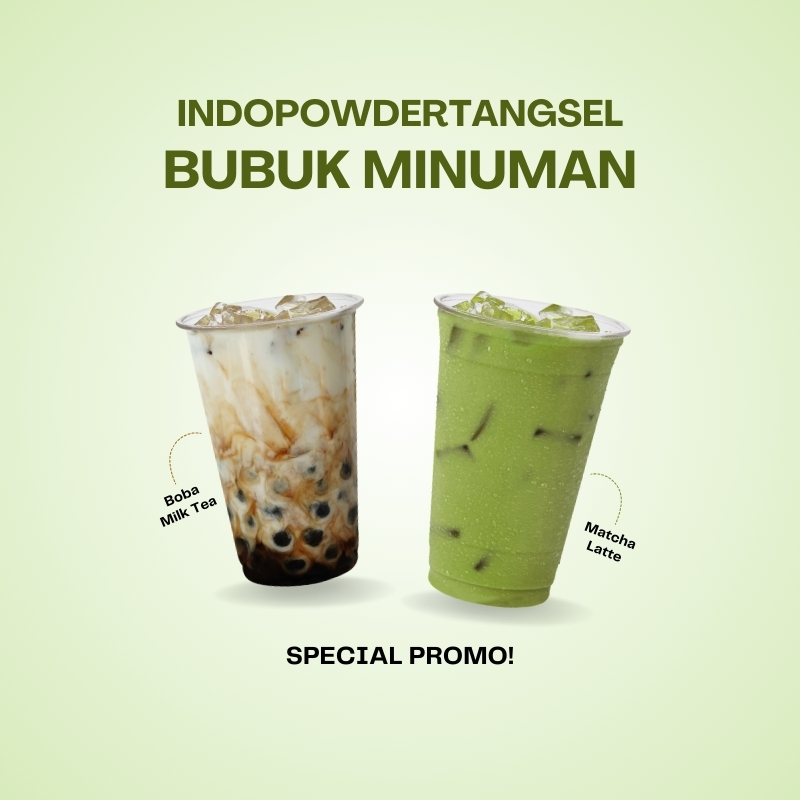 INDOPOWDERTANGSEL
BUBUK MINUMAN
Boba
Milk Tea
Matcha
Latte
SPECIAL PROMO!